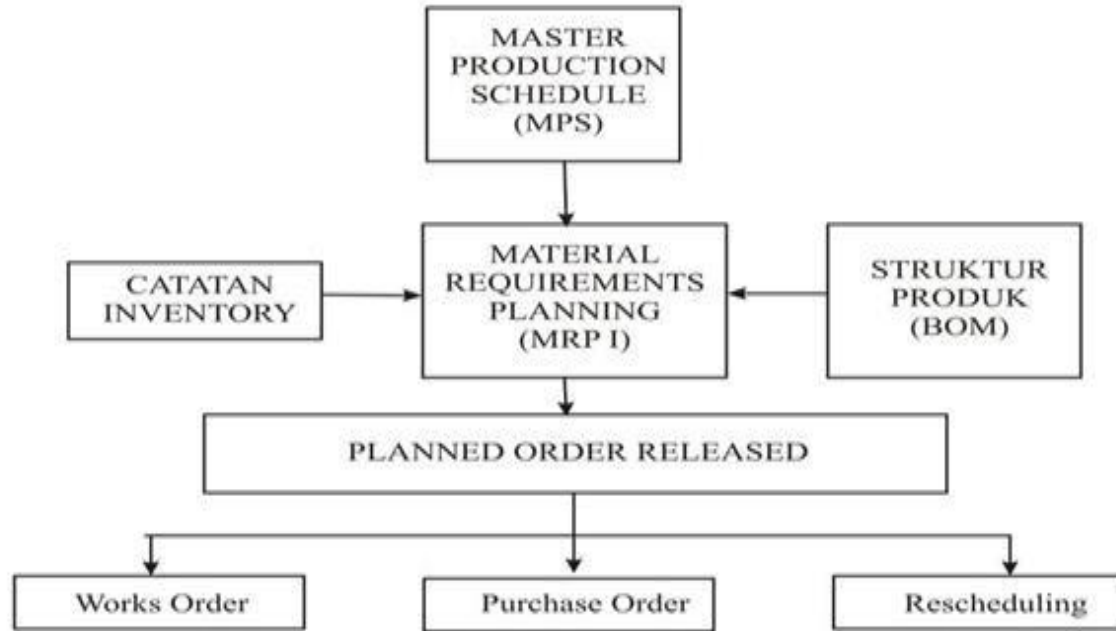 MASTER
PRODUCTION
SCHEDULE
(MPS)
CATATAN
INVENTORY
MATERIAL
REQUIREMENTS
PLANNING
(MRP I)
STRUKTUR
PRODUK
(BOM)
PLANNED ORDER RELEASED
Works Order
Purchase Order
Rescheduling